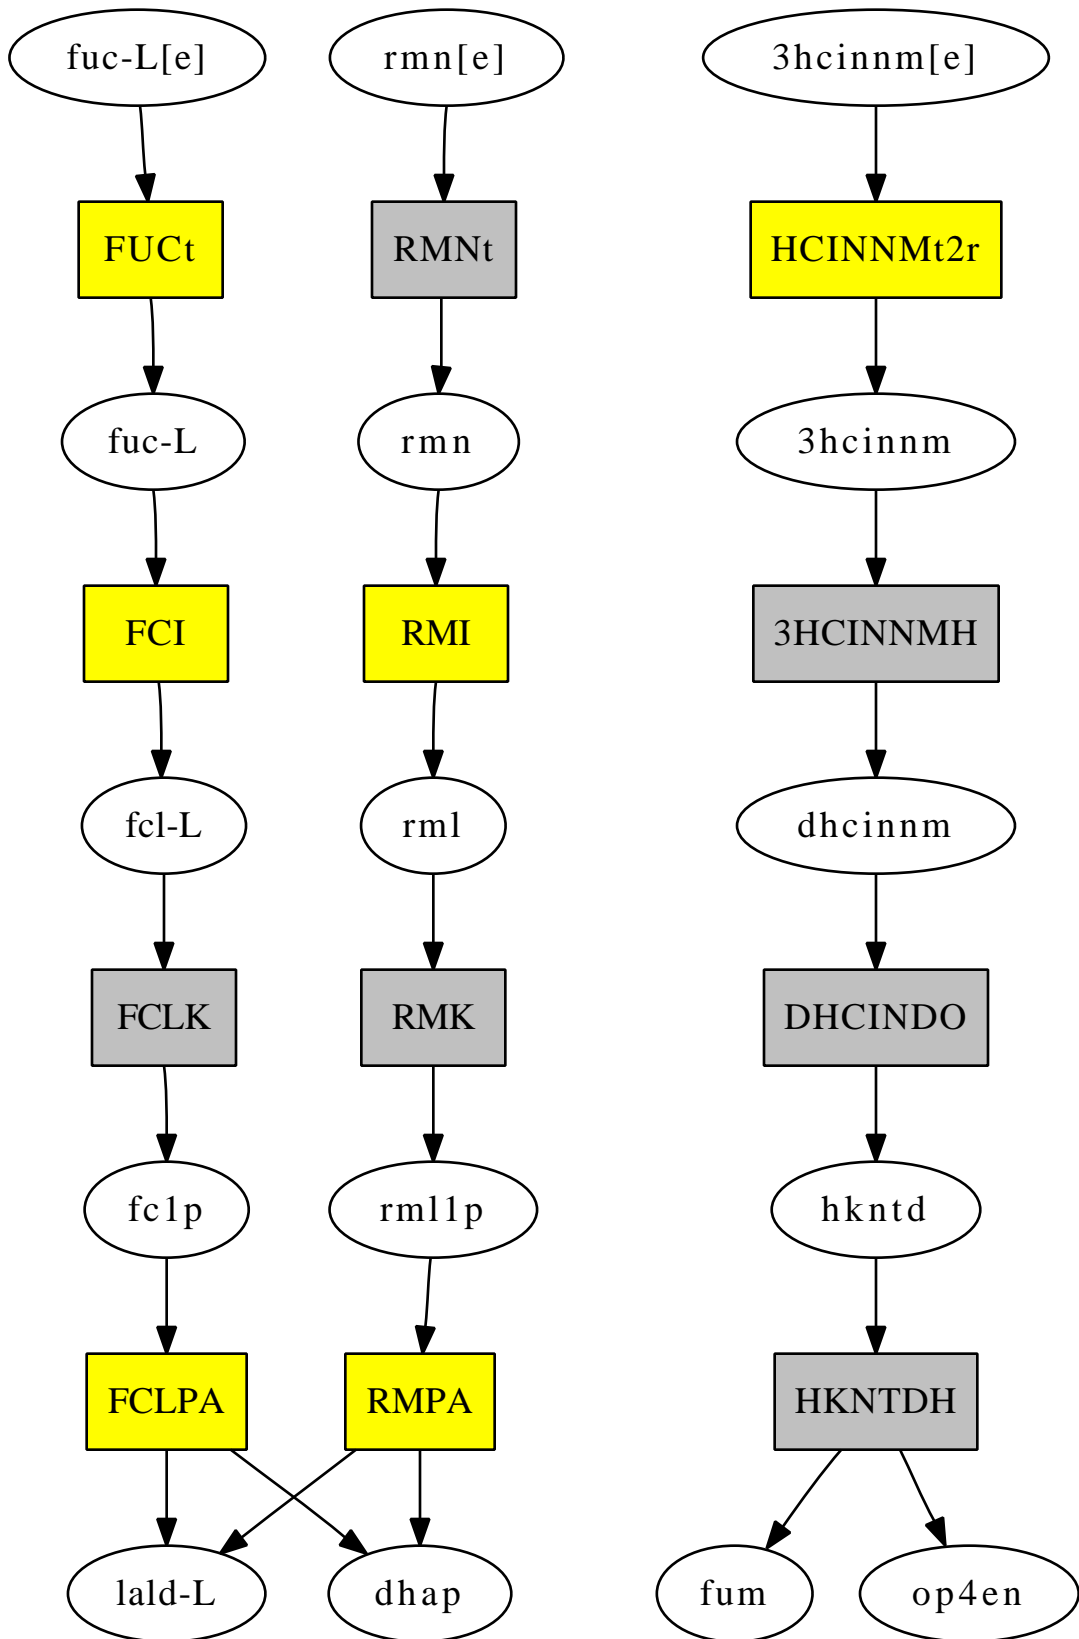 fuc-L[e] rmn[e] 3hcinnm[e]
FUCt RMNt HCINNMt2r
fuc-L rmn 3hcinnm
FCI RMI 3HCINNMH
fcl-L rml dhcinnm
FCLK RMK DHCINDO
fc1p rml1p hkntd
FCLPA RMPA HKNTDH
lald-L dhap fum op4en